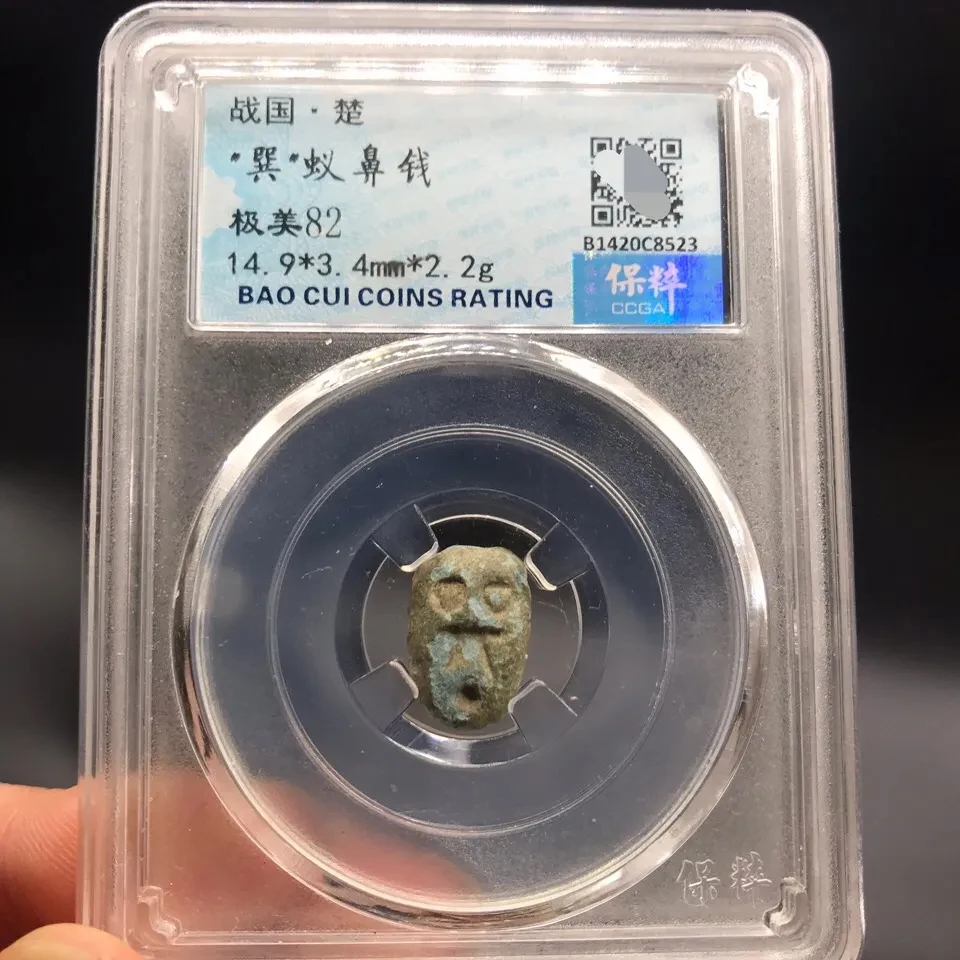 战国·楚
"巽"蚁鼻钱
极美82
14.9*3.4mm*2.2g
BAO CUI COINS RATING
B1420C8523
保粹
CCGA
保粹